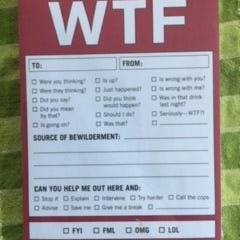 WTF
TO: FROM:
Were you thinking? Is up? Is wrong with you?
Were they thinking? Just happened? Is wrong with me?
Did you say? Did you think would happen? Was in that drink last night?
Did you mean by that? Should I do? Seriously—WTF?!
Is going on? Was that?
SOURCE OF BEWILDERMENT:
CAN YOU HELP ME OUT HERE AND:
Stop it Explain Intervene Try harder Call the cops
Advise Save me Give me a break
FYI FML OMG LOL